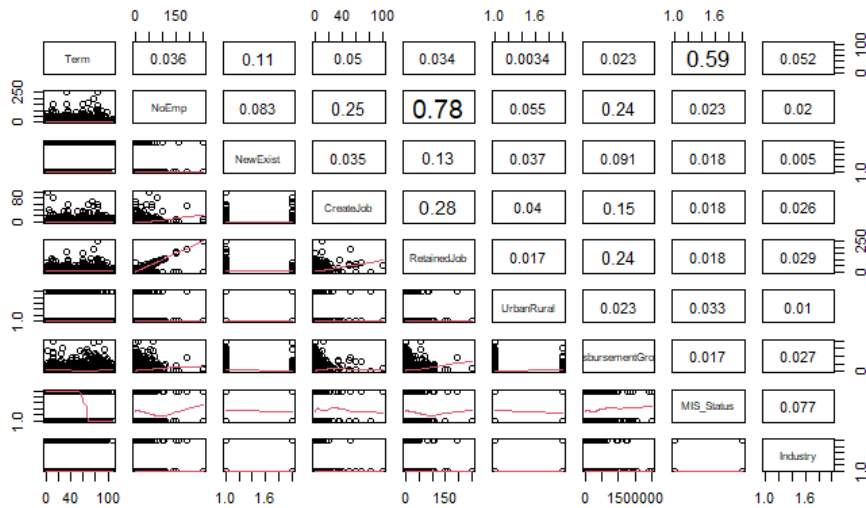 0 150 0 40 100 1.0 1.6 1.0 1.6
Term 0.036 0.11 0.05 0.034 0.0034 0.023 0.59 0.052 0 100
0 250 NoEmp 0.083 0.25 0.78 0.055 0.24 0.023 0.02
NewExist 0.035 0.13 0.037 0.091 0.018 0.005 1.0
0 80 CreateJob 0.28 0.04 0.15 0.018 0.026
RetainedJob 0.017 0.24 0.018 0.029 0 250
1.0 UrbanRural 0.023 0.033 0.01
sbursementGro 0.017 0.027 0
1.0 MIS_Status 0.077
Industry 1.0
0 40 100 1.0 1.6 0 150 0 1500000 1.0 1.6